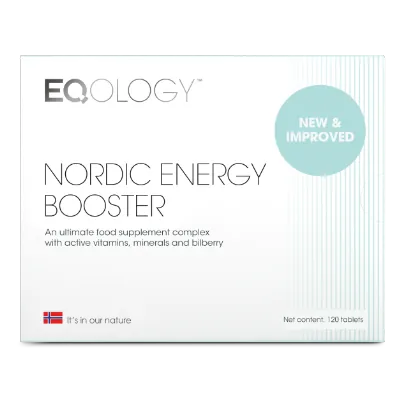 EQOLOGY™
NEW &
IMPROVED
NORDIC ENERGY
BOOSTER
An ultimate food supplement complex
with active vitamins, minerals and bilberry
It's in our nature
Net content. 120 tablets